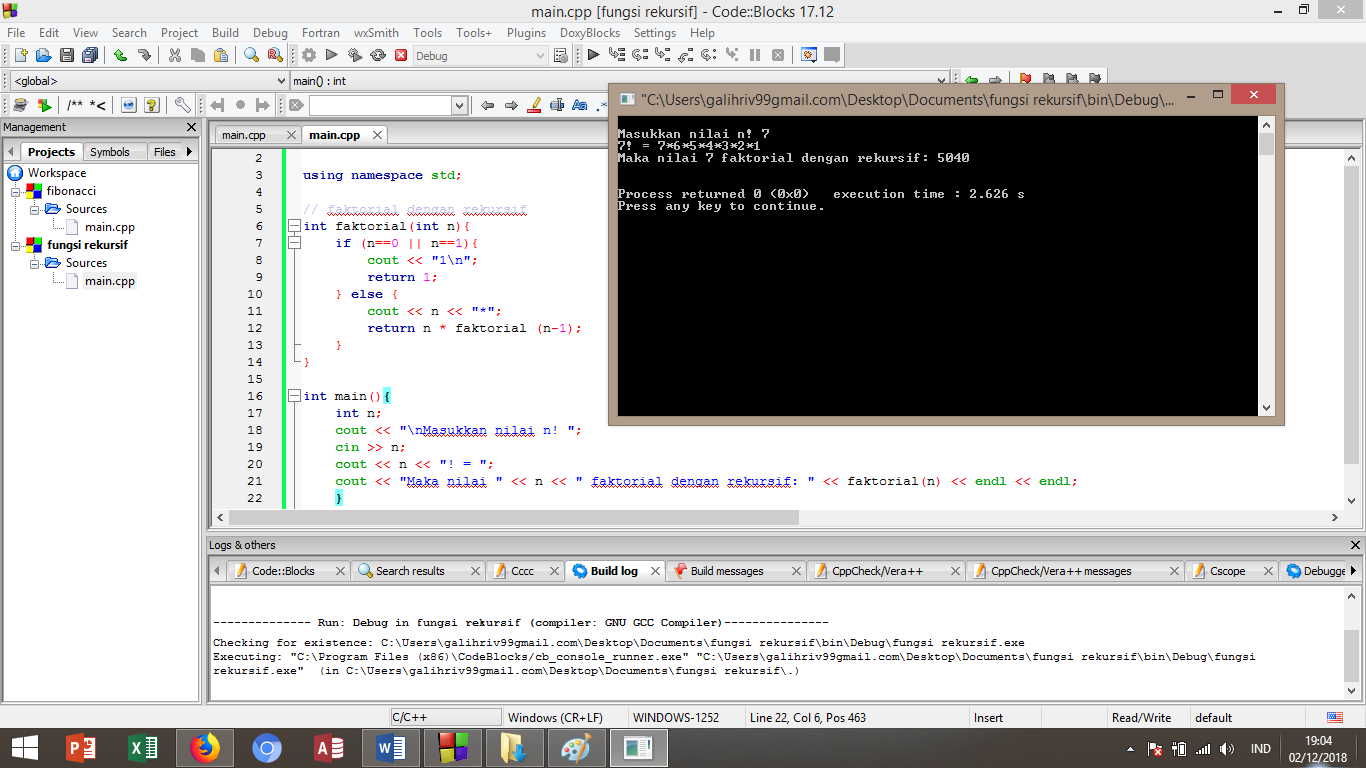 main.cpp [fungsi rekursif] - Code::Blocks 17.12
File Edit View Search Project Build Debug Fortran wxSmith Tools Tools+ Plugins DoxyBlocks Settings Help
Debug
<global> main() : int
/** *< Aa .*
"C:\Users\galihriv99gmail.com\Desktop\Documents\fungsi rekursif\bin\Debug\...
Masukkan nilai n! 7
7! = 7*6*5*4*3*2*1
Maka nilai 7 faktorial dengan rekursif: 5040
Process returned 0 (0x0) execution time : 2.626 s
Press any key to continue.
Management
Projects Symbols Files
Workspace
fibonacci
Sources
main.cpp
fungsi rekursif
Sources
main.cpp
main.cpp main.cpp
2
3 using namespace std;
4
5 // faktorial dengan rekursif
6 int faktorial(int n){
7 if (n==0 || n==1){
8 cout << "1\n";
9 return 1;
10 } else {
11 cout << n << "*";
12 return n * faktorial (n-1);
13 }
14 }
15
16 int main(){
17 int n;
18 cout << "\nMasukkan nilai n! ";
19 cin >> n;
20 cout << n << "! = ";
21 cout << "Maka nilai " << n << " faktorial dengan rekursif: " << faktorial(n) << endl << endl;
22 }
Logs & others
Code::Blocks Search results Cccc Build log Build messages CppCheck/Vera++ CppCheck/Vera++ messages Cscope Debugge
-------------- Run: Debug in fungsi rekursif (compiler: GNU GCC Compiler)---------------
Checking for existence: C:\Users\galihriv99gmail.com\Desktop\Documents\fungsi rekursif\bin\Debug\fungsi rekursif.exe
Executing: "C:\Program Files (x86)\CodeBlocks/cb_console_runner.exe" "C:\Users\galihriv99gmail.com\Desktop\Documents\fungsi rekursif\bin\Debug\fungsi
rekursif.exe" (in C:\Users\galihriv99gmail.com\Desktop\Documents\fungsi rekursif\.)
C/C++ Windows (CR+LF) WINDOWS-1252 Line 22, Col 6, Pos 463 Insert Read/Write default
IND 19:04
02/12/2018